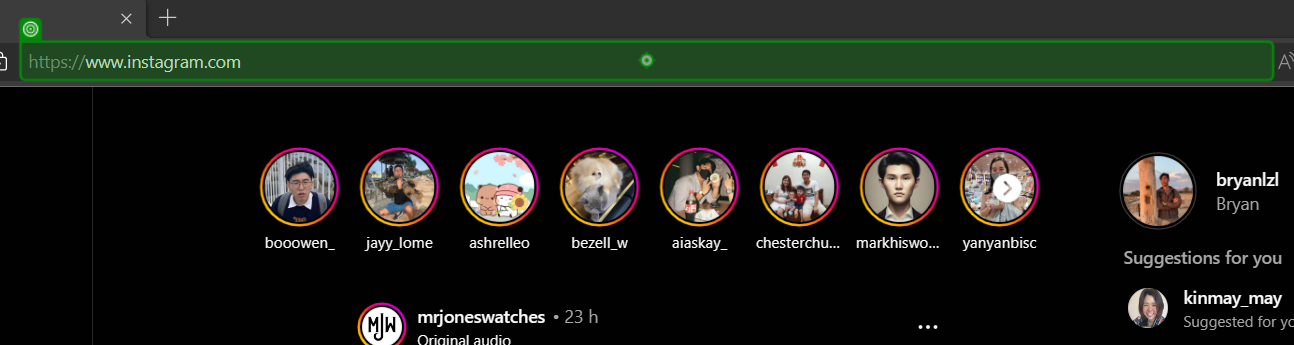 https://www.instagram.com
booowen_
jayy_lome
ashrelleo
bezell_w
aiaskay_
chesterchu...
markhiswo...
yanyanbisc
bryanlzl
Bryan
Suggestions for you
kinmay_may
Suggested for yo
MJW
mrjoneswatches • 23 h
Original audio